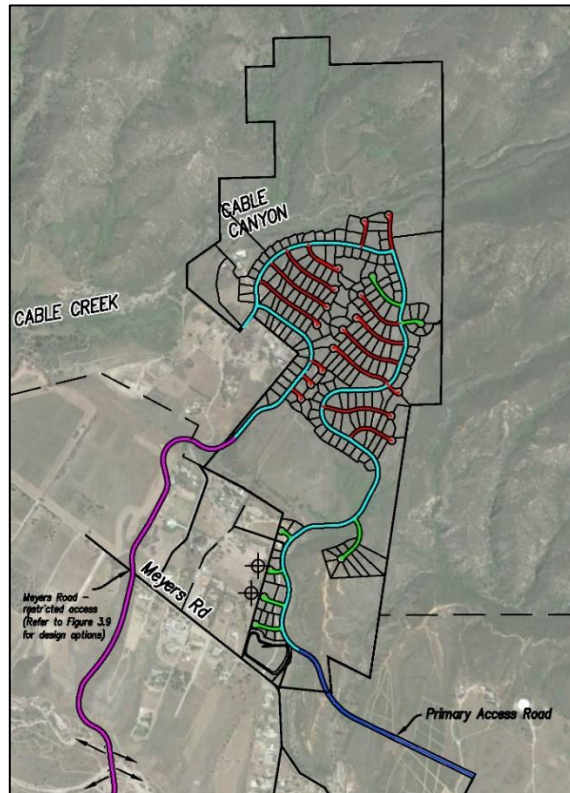 CABLE
CANYON
CABLE CREEK
Meyers Rd
Meyers Road -
restricted access
(Refer to Figure 3.9
for design options)
Primary Access Road